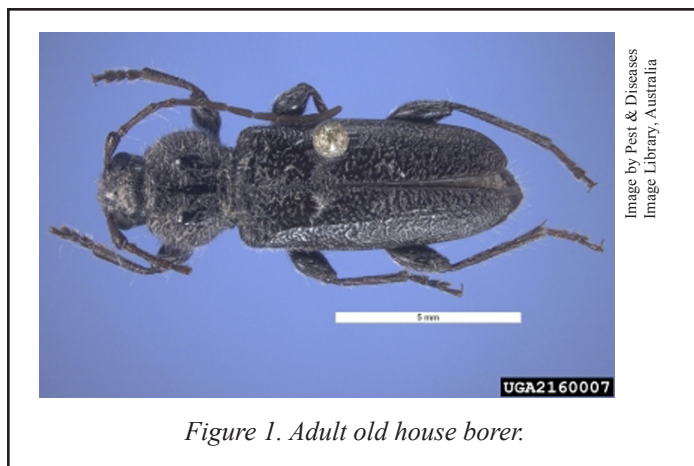 Image by Pest & Diseases
Image Library, Australia
5 mm
UGA2160007
Figure 1. Adult old house borer.